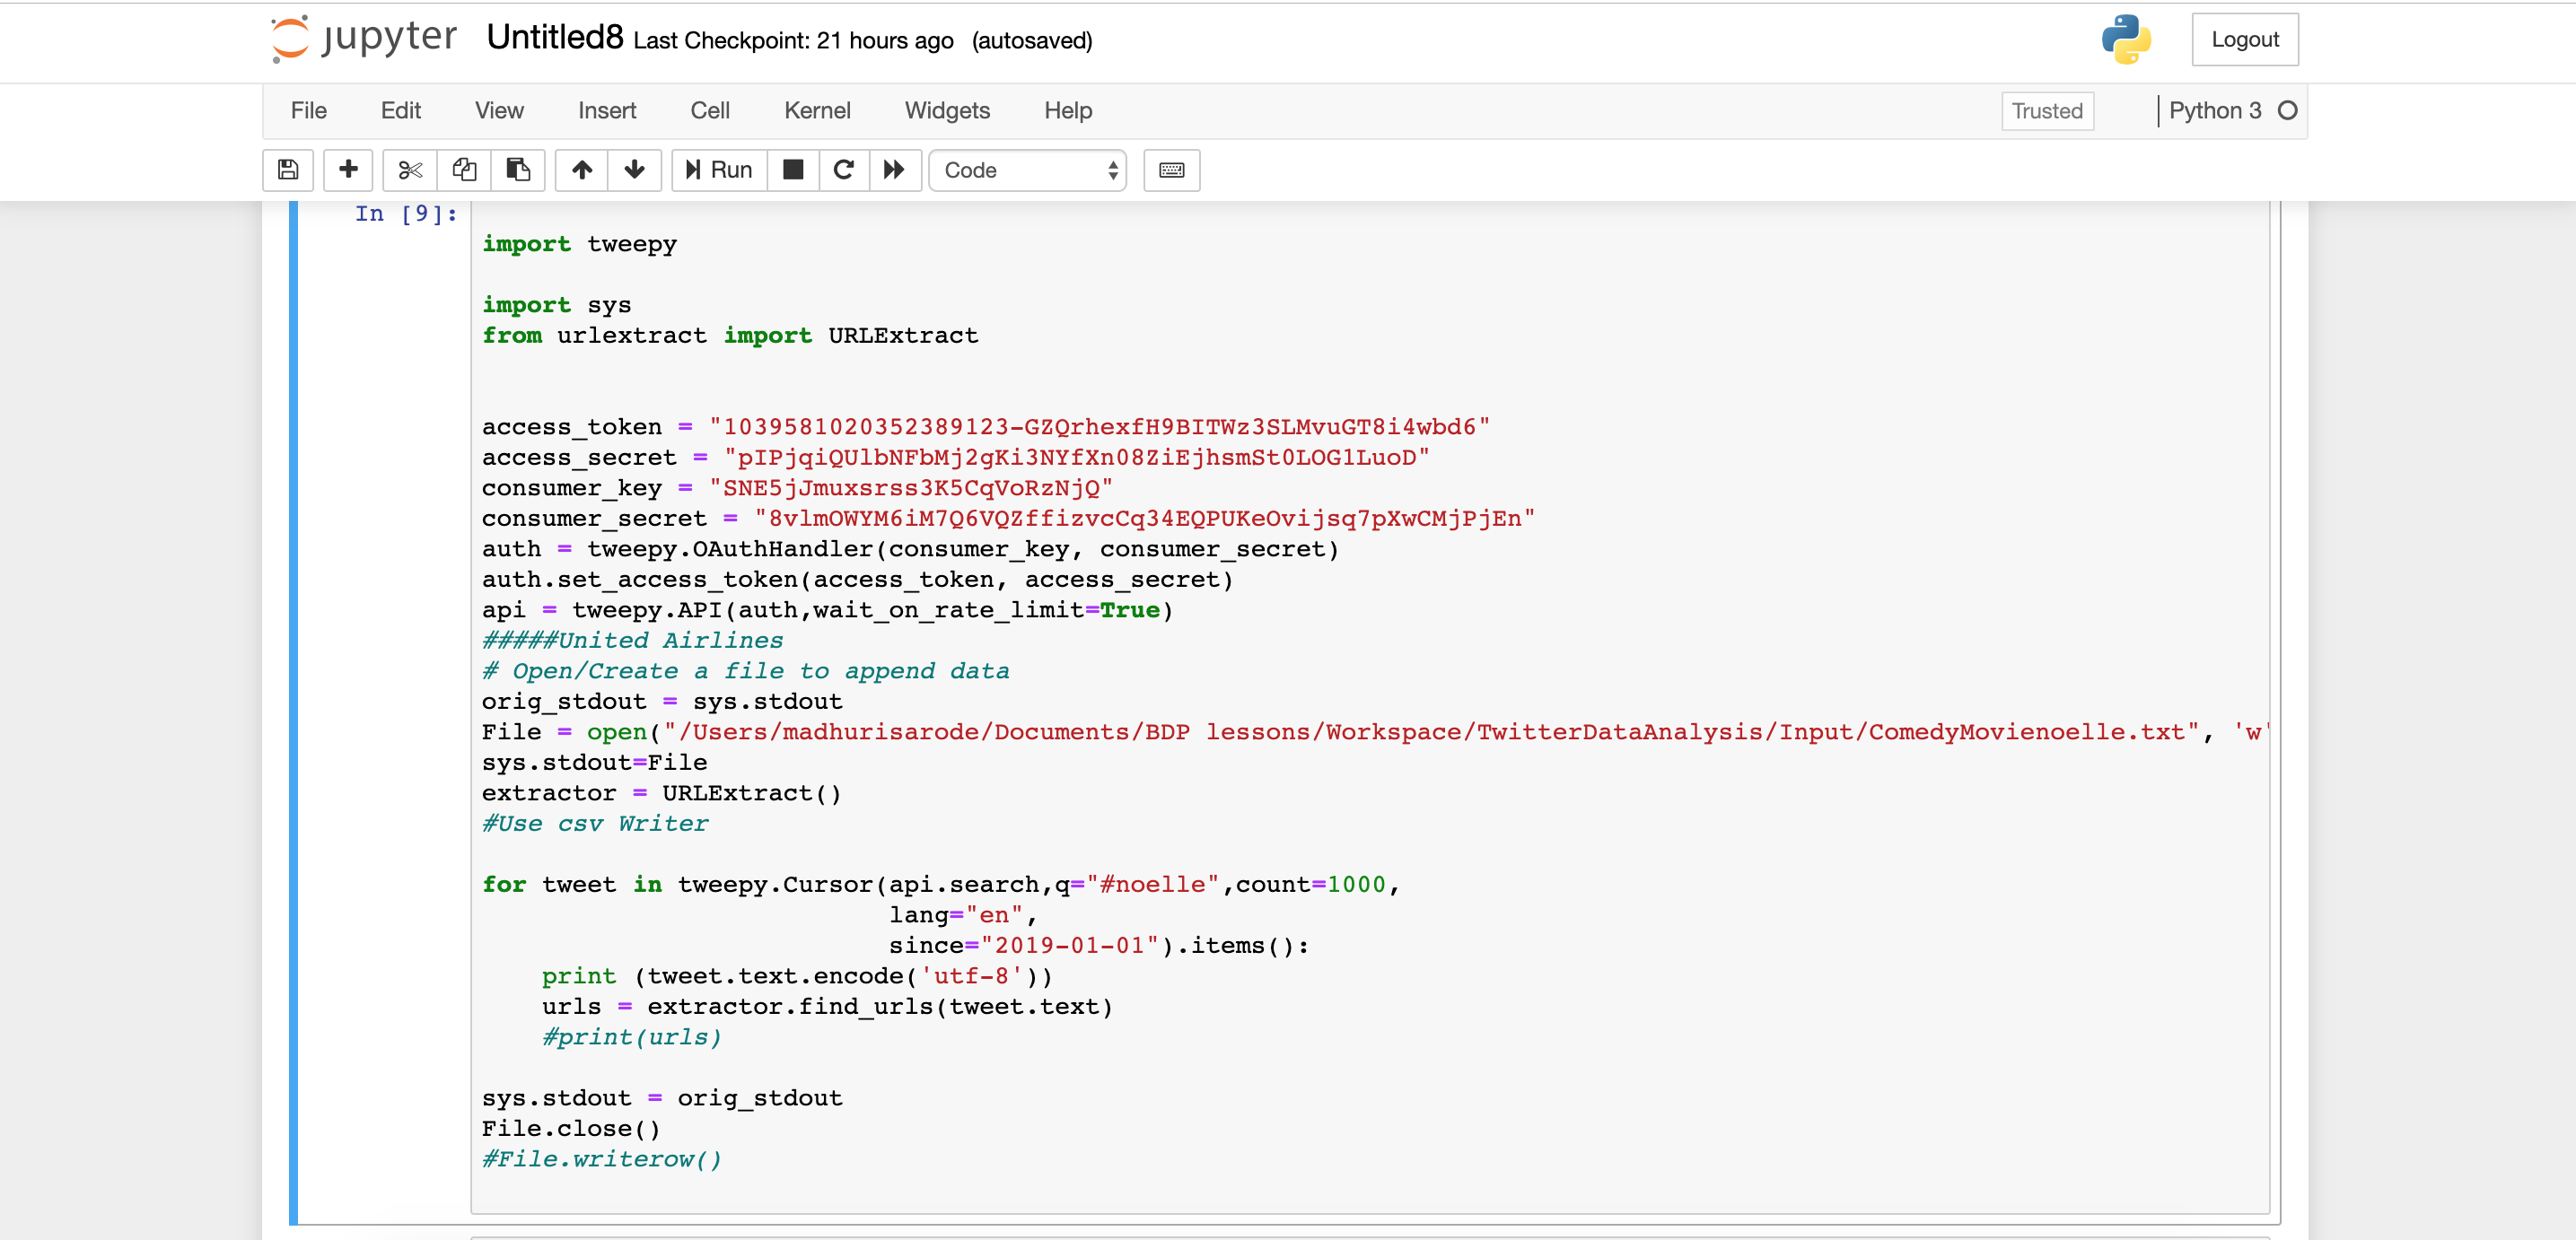 jupyter Untitled8 Last Checkpoint: 21 hours ago (autosaved)
Logout
File Edit View Insert Cell Kernel Widgets Help
Trusted
Python 3
Run
Code
In [9]:
import tweepy
import sys
from urlextract import URLExtract
access_token = "1039581020352389123-GZQrhexfH9BITWz3SLMvuGT8i4wbd6"
access_secret = "pIPjqiQUlbNFbMj2gKi3NYfXn08ZiEjhsmSt0LOG1LuoD"
consumer_key = "SNE5jJmuxsrss3K5CqVoRzNjQ"
consumer_secret = "8vlmOWYM6iM7Q6VQZffizvcCq34EQPUKeOvijsq7pXwCMjPjEn"
auth = tweepy.OAuthHandler(consumer_key, consumer_secret)
auth.set_access_token(access_token, access_secret)
api = tweepy.API(auth,wait_on_rate_limit=True)
#####United Airlines
# Open/Create a file to append data
orig_stdout = sys.stdout
File = open("/Users/madhurisarode/Documents/BDP lessons/Workspace/TwitterDataAnalysis/Input/ComedyMovienoelle.txt", 'w'
sys.stdout=File
extractor = URLExtract()
#Use csv Writer
for tweet in tweepy.Cursor(api.search,q="#noelle",count=1000,
lang="en",
since="2019-01-01").items():
print (tweet.text.encode('utf-8'))
urls = extractor.find_urls(tweet.text)
#print(urls)
sys.stdout = orig_stdout
File.close()
#File.writerow()